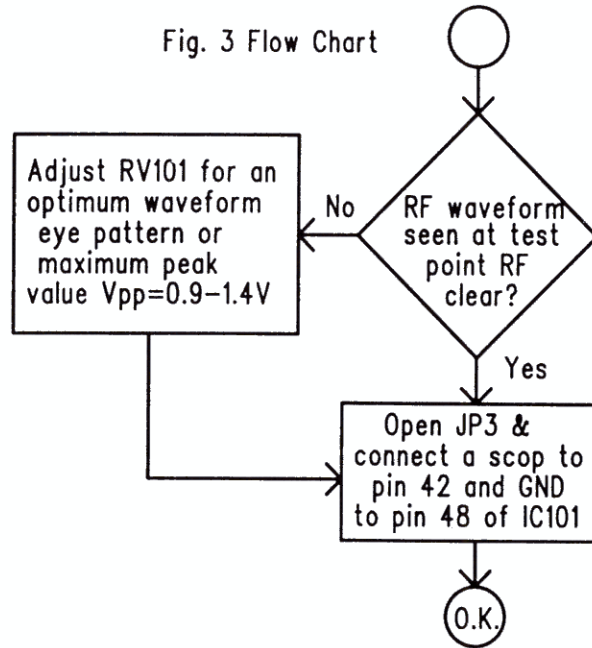 Fig. 3 Flow Chart
Adjust RV101 for an
optimum waveform
eye pattern or
maximum peak
value Vpp=0.9-1.4V
No
RF waveform
seen at test
point RF
clear?
Yes
Open JP3 &
connect a scop to
pin 42 and GND
to pin 48 of IC101
O.K.